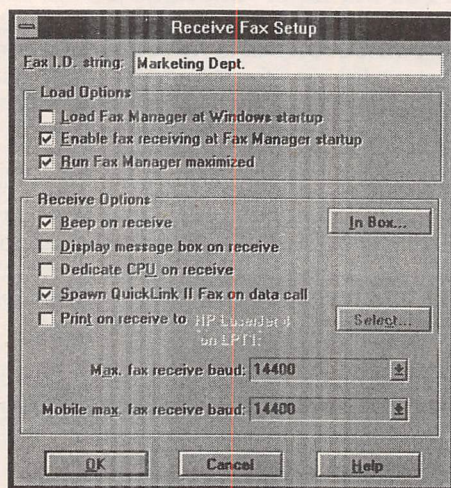 Receive Fax Setup
Fax I.D. string: Marketing Dept.
Load Options
Load Fax Manager at Windows startup
Enable fax receiving at Fax Manager startup
Run Fax Manager maximized
Receive Options
Beep on receive
In Box...
Display message box on receive
Dedicate CPU on receive
Spawn QuickLink II Fax on data call
Print on receive to HP LaserJet 4
on LPT1:
Select...
Max. fax receive baud: 14400
Mobile max. fax receive baud: 14400
OK Cancel Help